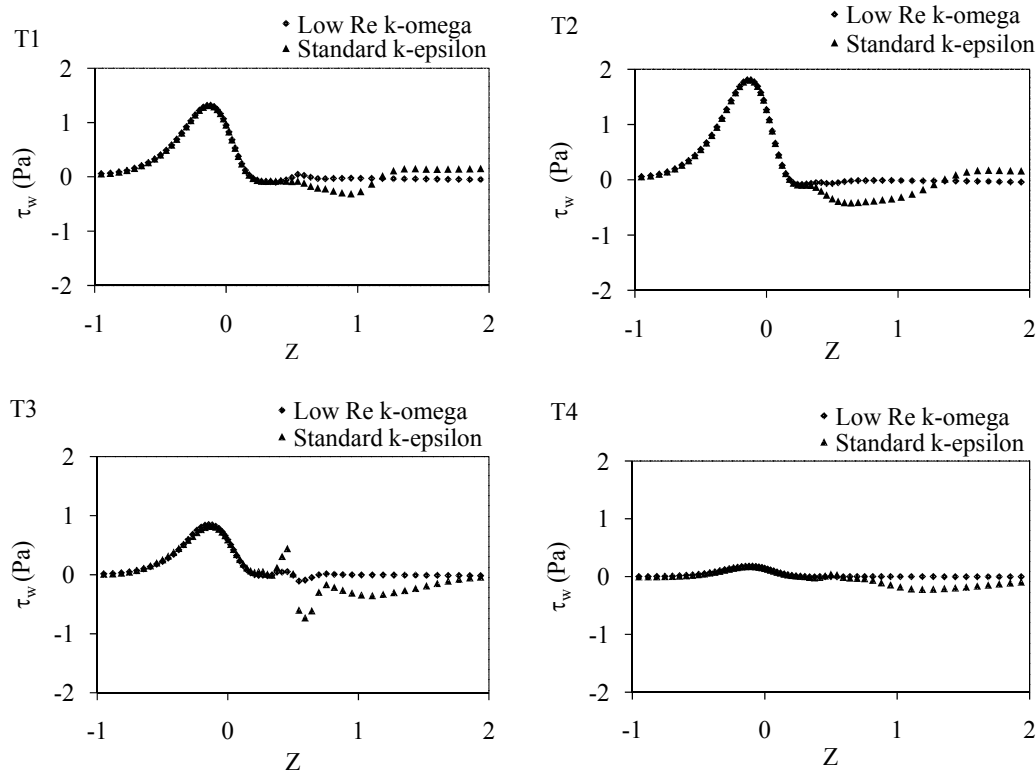 T1
Low Re k-omega
Standard k-epsilon
2
1
0
-1
-2
τw (Pa)
-1 0 1 2
Z
T2
Low Re k-omega
Standard k-epsilon
2
1
0
-1
-2
τw (Pa)
-1 0 1 2
Z
T3
Low Re k-omega
Standard k-epsilon
2
1
0
-1
-2
τw (Pa)
-1 0 1 2
Z
T4
Low Re k-omega
Standard k-epsilon
2
1
0
-1
-2
τw (Pa)
-1 0 1 2
Z